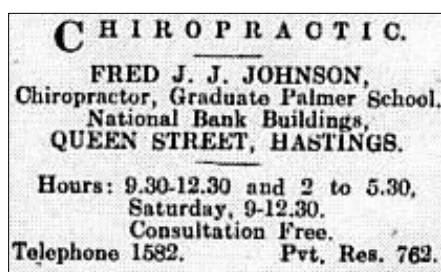 CHIROPRACTIC.
FRED J. J. JOHNSON,
Chiropractor, Graduate Palmer School.
National Bank Buildings,
QUEEN STREET, HASTINGS.
Hours: 9.30-12.30 and 2 to 5.30,
Saturday, 9-12.30.
Consultation Free.
Telephone 1582. Pvt. Res. 762.